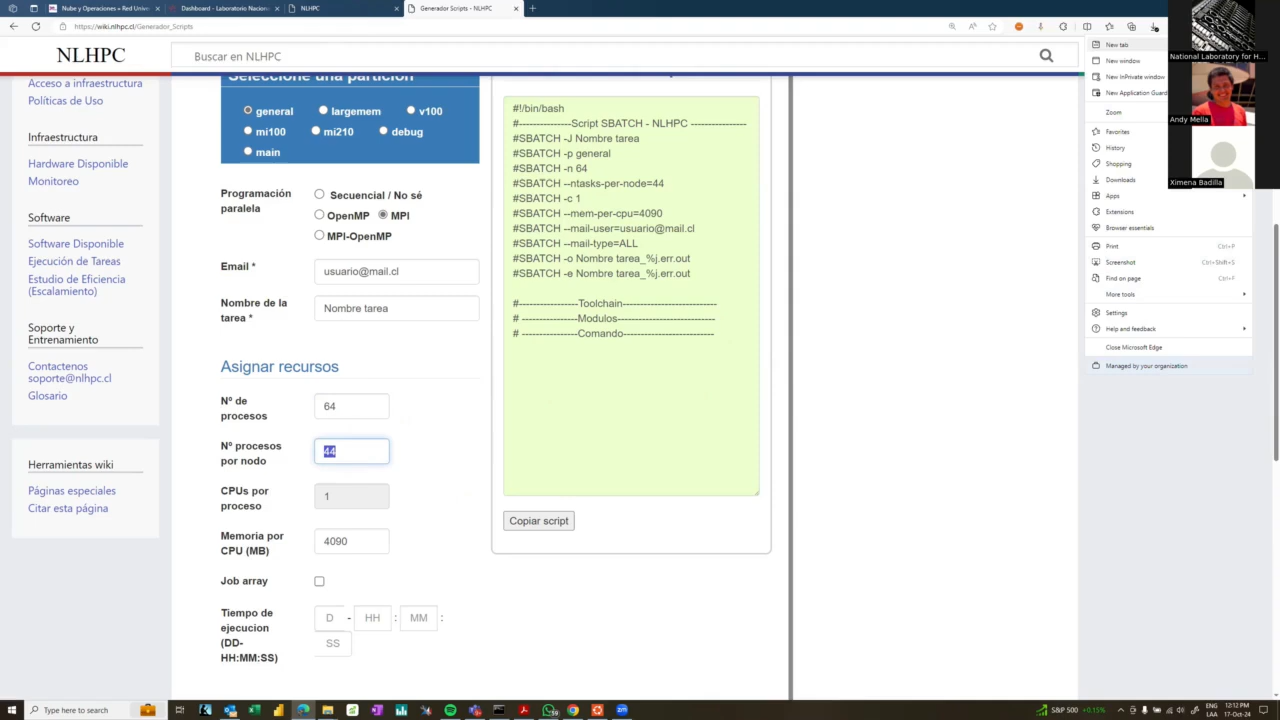 Nube y Operaciones – Red Univer
Dashboard - Laboratorio Nacional
NLHPC
Generador Scripts - NLHPC
https://wiki.nlhpc.cl/Generador_Scripts
NLHPC
Buscar en NLHPC
Acceso a infraestructura
Políticas de Uso
Infraestructura
Hardware Disponible
Monitoreo
Software
Software Disponible
Ejecución de Tareas
Estudio de Eficiencia
(Escalamiento)
Soporte y
Entrenamiento
Contactenos
soporte@nlhpc.cl
Glosario
Herramientas wiki
Páginas especiales
Citar esta página
Seleccione una partición
general
largemem
v100
mi100
mi210
debug
main
Programación
paralela
Secuencial / No sé
OpenMP
MPI
MPI-OpenMP
Email *
usuario@mail.cl
Nombre de la
tarea *
Nombre tarea
Asignar recursos
Nº de
procesos
64
Nº procesos
por nodo
44
CPUs por
proceso
1
Memoria por
CPU (MB)
4090
Job array
Tiempo de
ejecucion
(DD-
HH:MM:SS)
D - HH : MM :
SS
#!/bin/bash
#---------------Script SBATCH - NLHPC ----------------
#SBATCH -J Nombre tarea
#SBATCH -p general
#SBATCH -n 64
#SBATCH --ntasks-per-node=44
#SBATCH -c 1
#SBATCH --mem-per-cpu=4090
#SBATCH --mail-user=usuario@mail.cl
#SBATCH --mail-type=ALL
#SBATCH -o Nombre tarea_%j.err.out
#SBATCH -e Nombre tarea_%j.err.out
#-----------------Toolchain---------------------------
# ----------------Modulos----------------------------
# ----------------Comando--------------------------
Copiar script
New tab
New window
New InPrivate window
New Application Guard
Zoom
Favorites
History
Shopping
Downloads
Apps
Extensions
Browser essentials
Print Ctrl+P
Screenshot Ctrl+Shift+S
Find on page Ctrl+F
More tools
Settings
Help and feedback
Close Microsoft Edge
Managed by your organization
National Laboratory for H...
Andy Mella
Ximena Badilla
Type here to search
S&P 500 +0.15%
ENG
LAA
12:12 PM
17-Oct-24